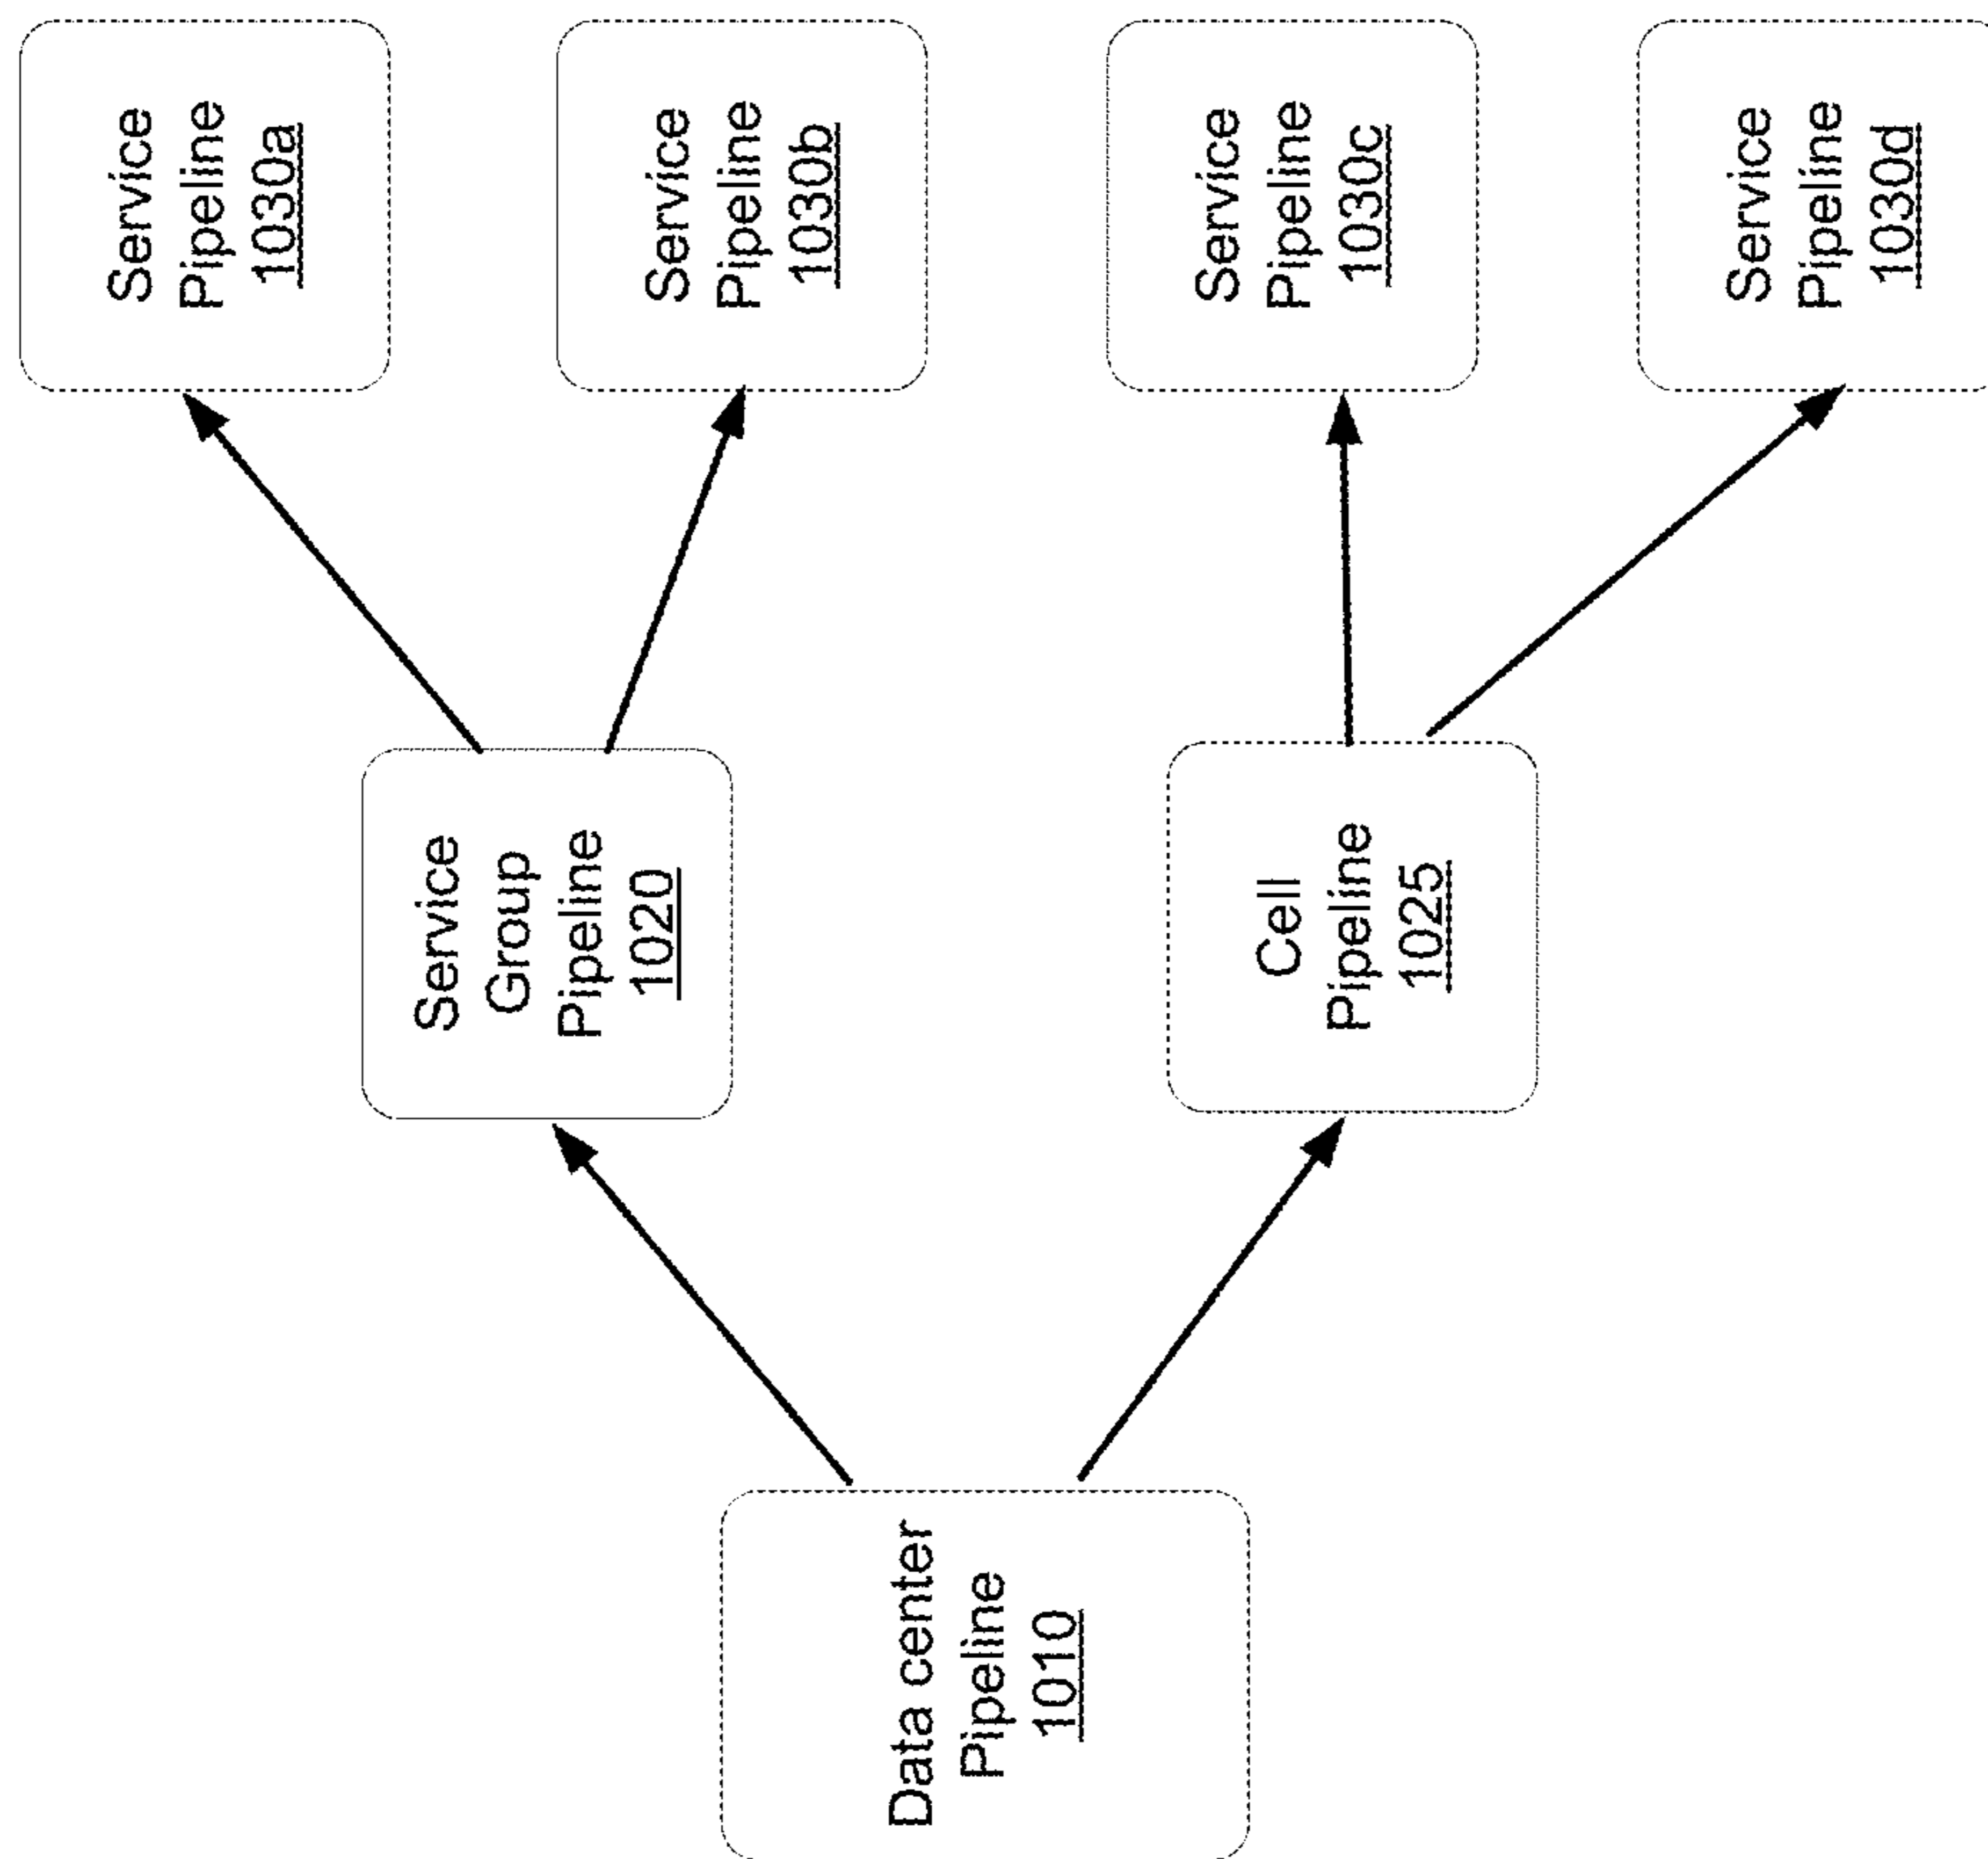 Data center
Pipeline
1010
Service
Group
Pipeline
1020
Cell
Pipeline
1025
Service
Pipeline
1030a
Service
Pipeline
1030b
Service
Pipeline
1030c
Service
Pipeline
1030d